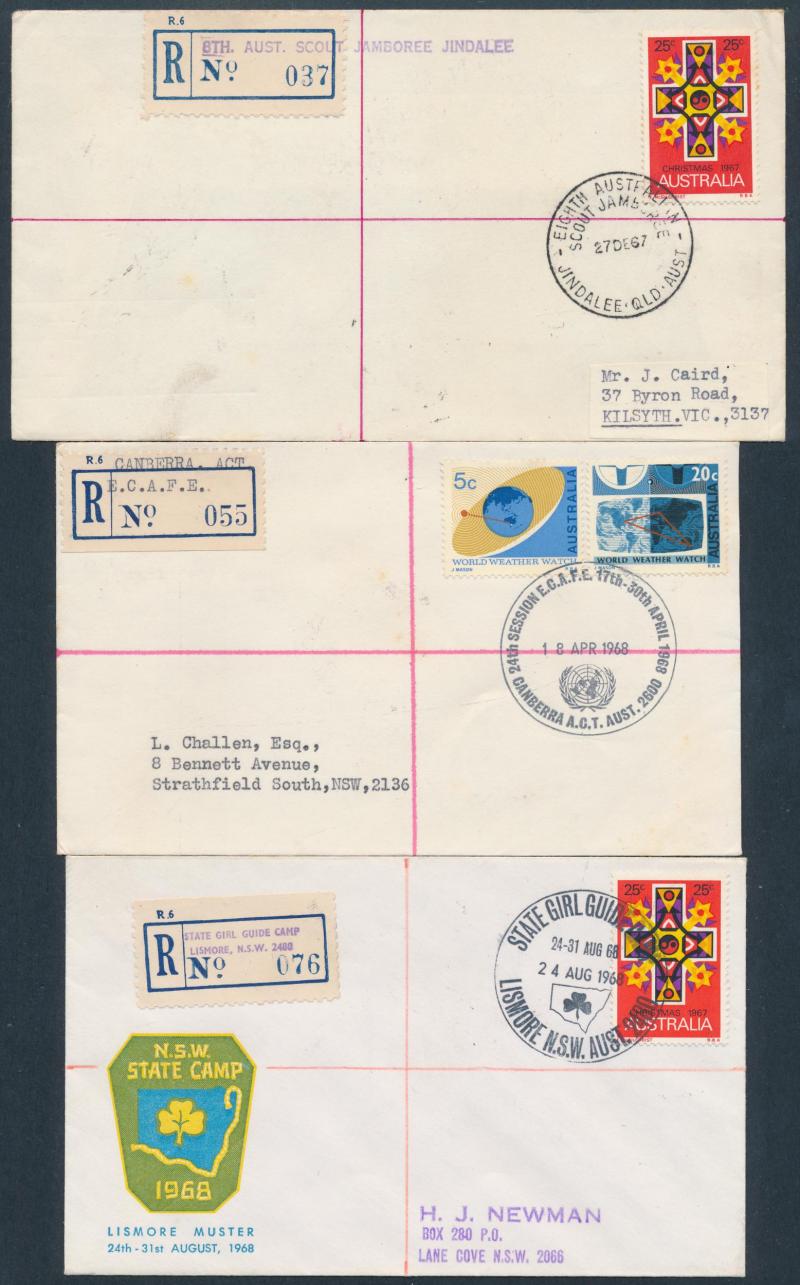 R.6
8TH. AUST. SCOUT JAMBOREE JINDALEE
R No 037
25c 25c
CHRISTMAS 1967
AUSTRALIA
R.B.A
EIGHTH AUSTRALIAN
SCOUT JAMBOREE
27DE67
JINDALEE·QLD·AUST
Mr. J. Caird,
37 Byron Road,
KILSYTH.VIC.,3137
R.6
CANBERRA. ACT
E.C.A.F.E.
R No 055
5c
AUSTRALIA
WORLD WEATHER WATCH
J MASON
20c
AUSTRALIA
WORLD WEATHER WATCH
J. MASON R.B.A
24th SESSION E.C.A.F.E. 17th-30th APRIL 1968
18 APR 1968
CANBERRA A.C.T. AUST. 2600
L. Challen, Esq.,
8 Bennett Avenue,
Strathfield South,NSW,2136
R.6
STATE GIRL GUIDE CAMP
LISMORE, N.S.W. 2480
R No 076
25c 25c
CHRISTMAS 1967
AUSTRALIA
R.B.A
STATE GIRL GUIDE
24-31 AUG 68
24 AUG 1968
LISMORE N.S.W. AUST.
N.S.W.
STATE CAMP
1968
LISMORE MUSTER
24th - 31st AUGUST, 1968
H. J. NEWMAN
BOX 280 P.O.
LANE COVE N.S.W. 2066